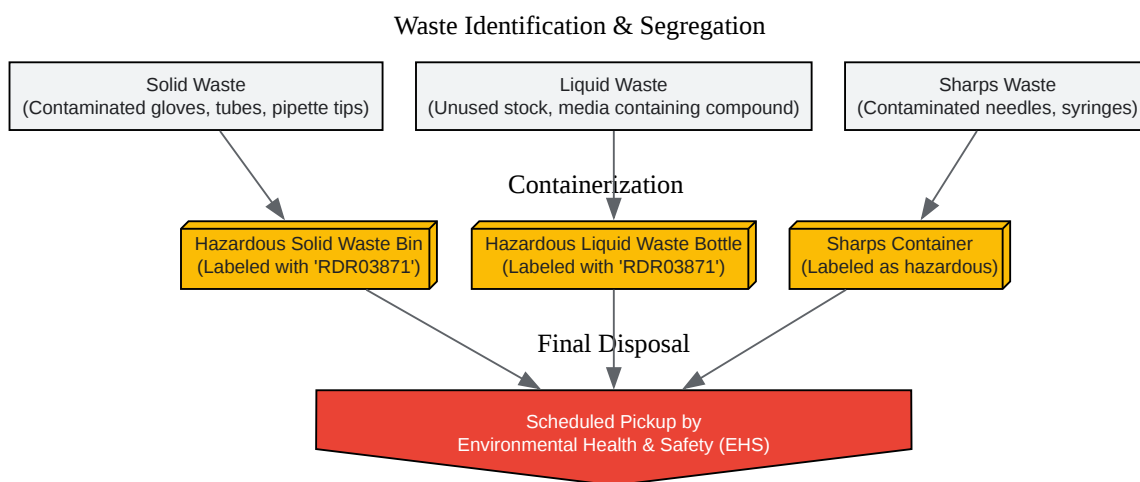 Waste Identification & Segregation
Solid Waste
(Contaminated gloves, tubes, pipette tips)
Liquid Waste
(Unused stock, media containing compound)
Sharps Waste
(Contaminated needles, syringes)
Containerization
Hazardous Solid Waste Bin
(Labeled with 'RDR03871')
Hazardous Liquid Waste Bottle
(Labeled with 'RDR03871')
Sharps Container
(Labeled as hazardous)
Final Disposal
Scheduled Pickup by
Environmental Health & Safety (EHS)